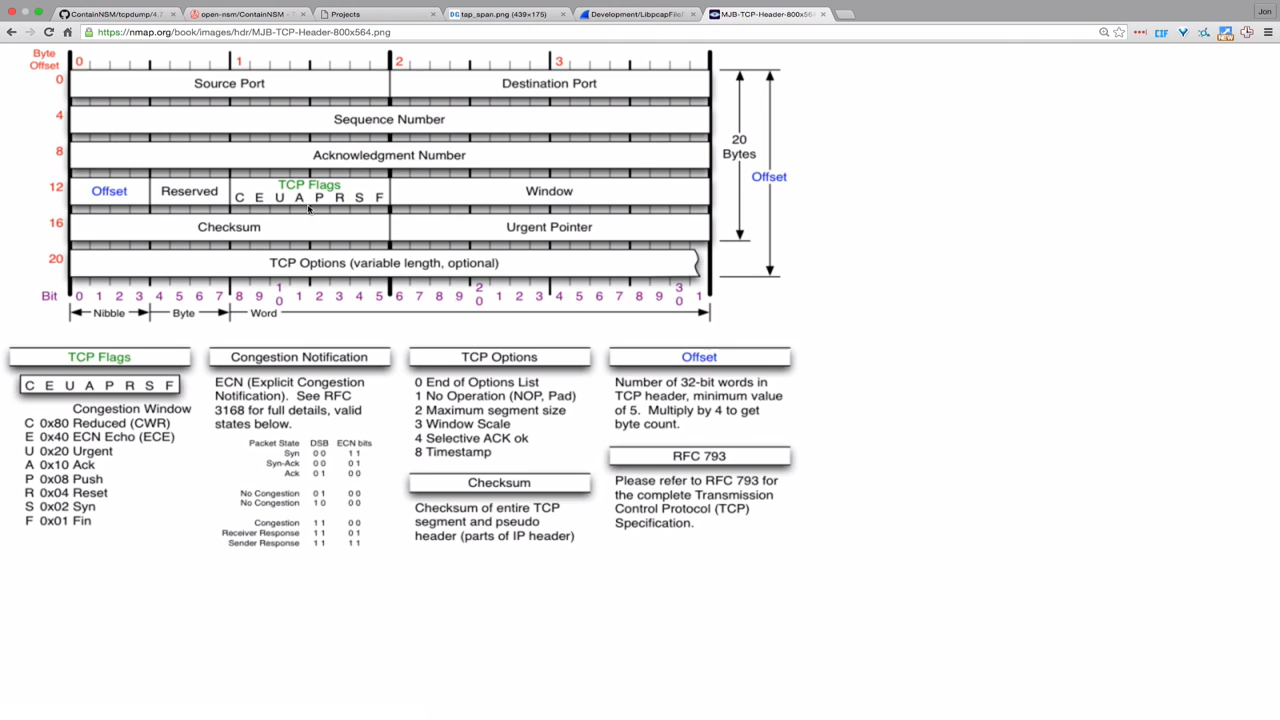 ContainNSM/tcpdump/4.7
open-nsm/ContainNSM - T
Projects
tap_span.png (439×175)
Development/LibpcapFileF
MJB-TCP-Header-800x564
Jon
https://nmap.org/book/images/hdr/MJB-TCP-Header-800x564.png
CIF
NEW
Byte
Offset
0 1 2 3
0 Source Port Destination Port
4 Sequence Number
8 Acknowledgment Number
12 Offset Reserved TCP Flags Window
C E U A P R S F
16 Checksum Urgent Pointer
20 TCP Options (variable length, optional)
20
Bytes
Offset
Bit 0 1 2 3 4 5 6 7 8 9 10 1 2 3 4 5 6 7 8 9 20 1 2 3 4 5 6 7 8 9 30 1
Nibble Byte Word
TCP Flags
C E U A P R S F
Congestion Window
C 0x80 Reduced (CWR)
E 0x40 ECN Echo (ECE)
U 0x20 Urgent
A 0x10 Ack
P 0x08 Push
R 0x04 Reset
S 0x02 Syn
F 0x01 Fin
Congestion Notification
ECN (Explicit Congestion
Notification). See RFC
3168 for full details, valid
states below.
Packet State DSB ECN bits
Syn 0 0 1 1
Syn-Ack 0 0 0 1
Ack 0 1 0 0
No Congestion 0 1 0 0
No Congestion 1 0 0 0
Congestion 1 1 0 0
Receiver Response 1 1 0 1
Sender Response 1 1 1 1
TCP Options
0 End of Options List
1 No Operation (NOP, Pad)
2 Maximum segment size
3 Window Scale
4 Selective ACK ok
8 Timestamp
Checksum
Checksum of entire TCP
segment and pseudo
header (parts of IP header)
Offset
Number of 32-bit words in
TCP header, minimum value
of 5. Multiply by 4 to get
byte count.
RFC 793
Please refer to RFC 793 for
the complete Transmission
Control Protocol (TCP)
Specification.